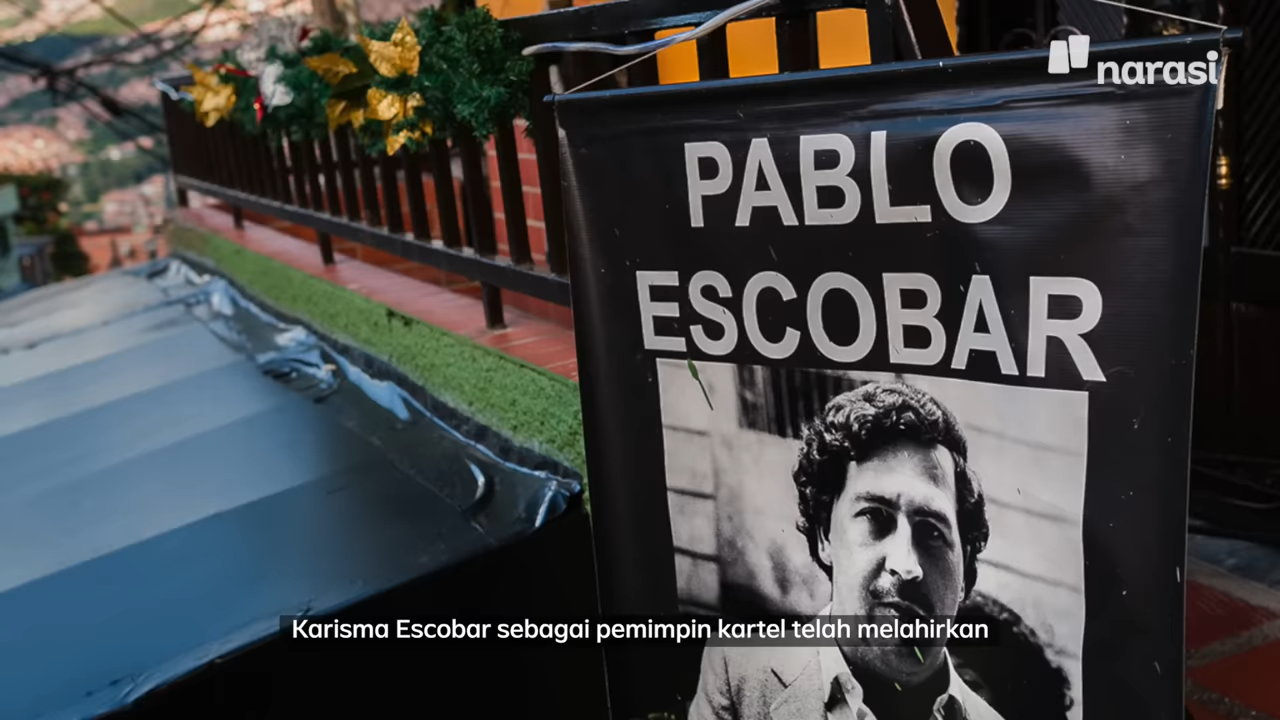 narasi
PABLO
ESCOBAR
Karisma Escobar sebagai pemimpin kartel telah melahirkan